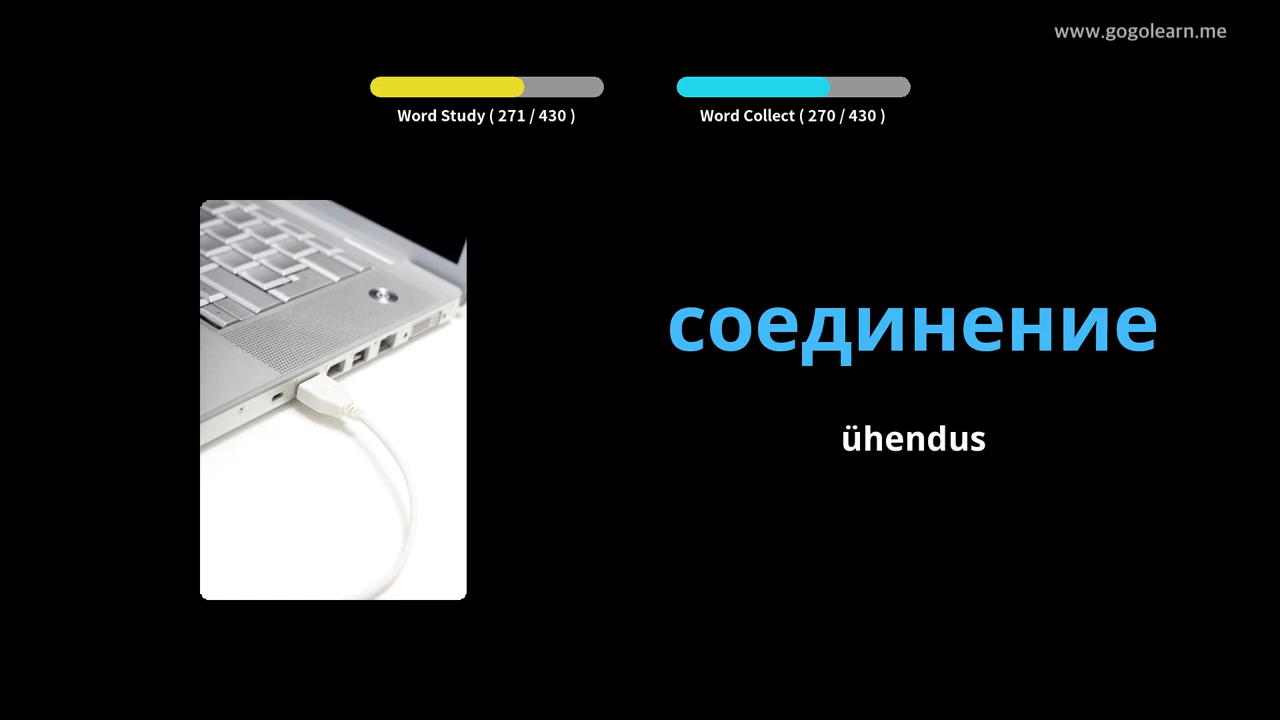 www.gogolearn.me
Word Study ( 271 / 430 )
Word Collect ( 270 / 430 )
соединение
ühendus